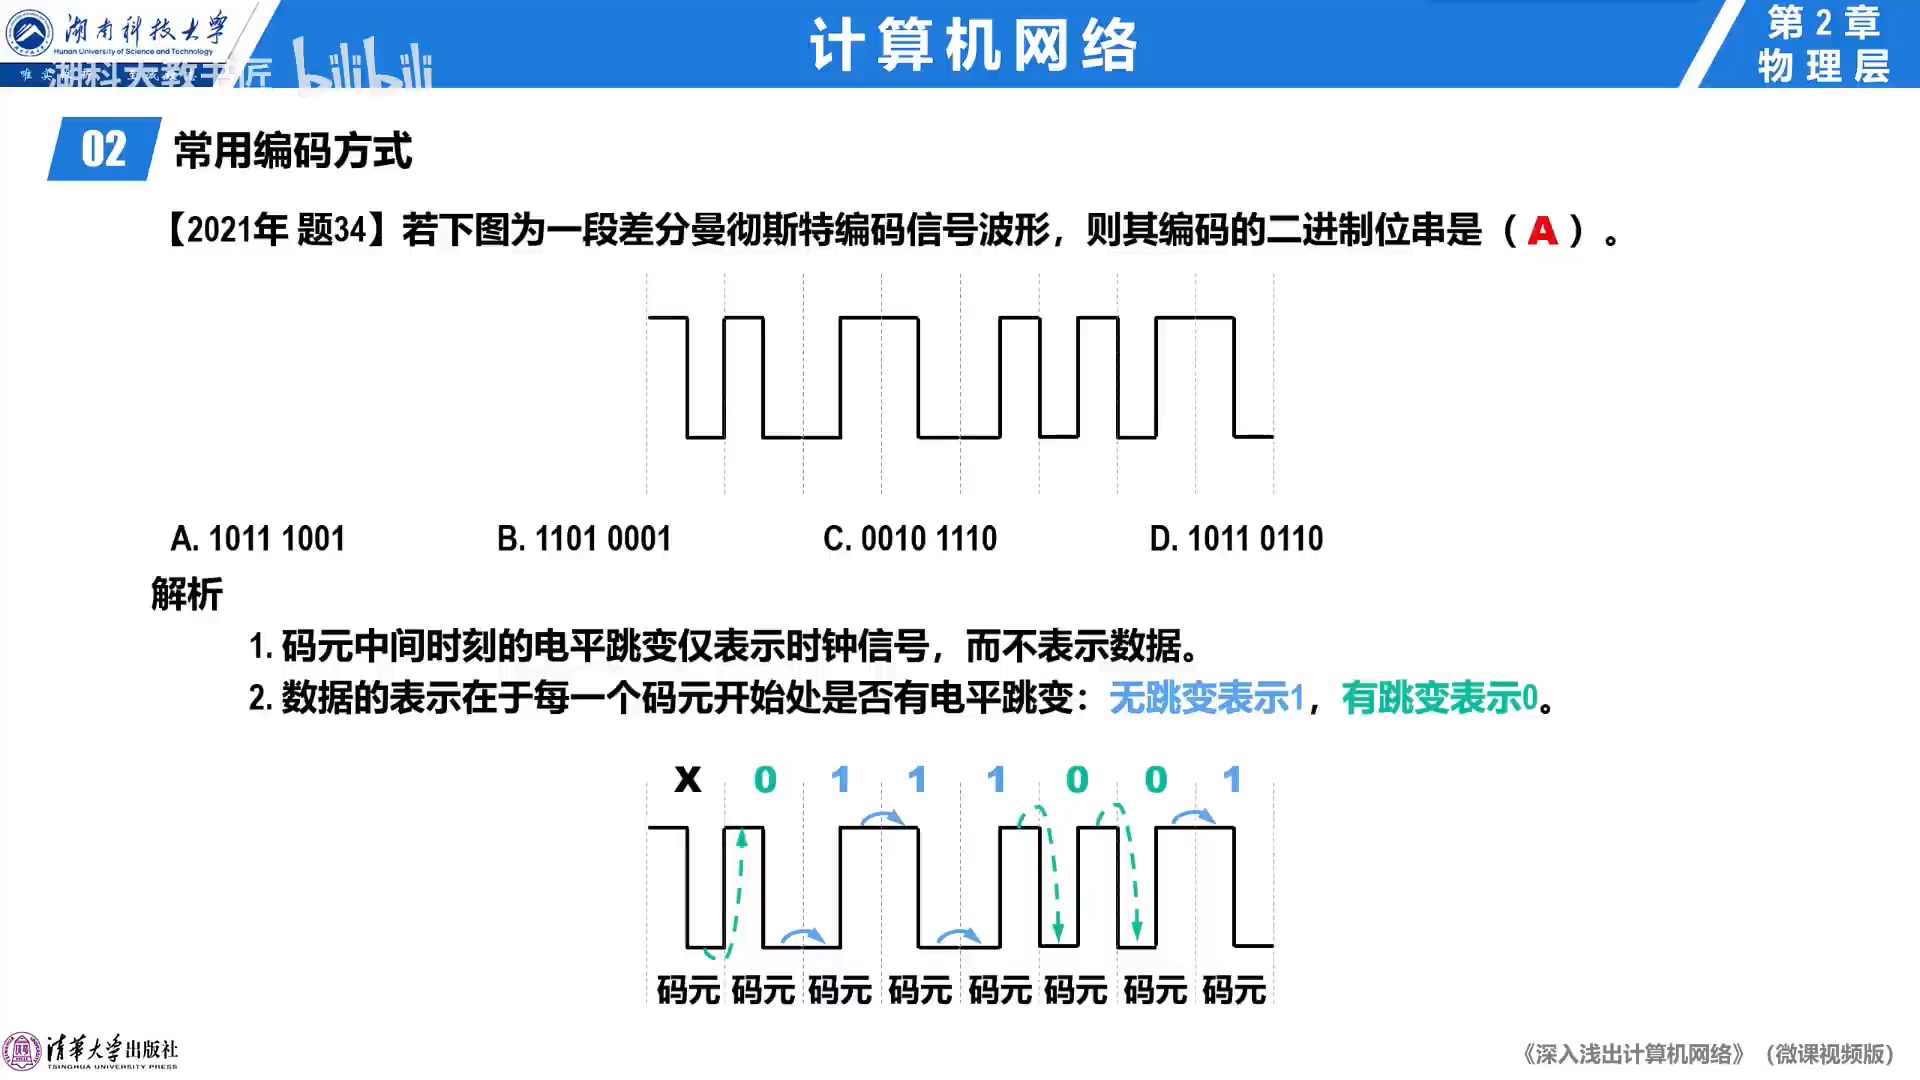 湖南科技大学
Hunan University of Science and Technology
湖科大教书匠 bilibili
计算机网络
第2章
物理层
02 常用编码方式
【2021年 题34】若下图为一段差分曼彻斯特编码信号波形，则其编码的二进制位串是（ A ）。
A. 1011 1001 B. 1101 0001 C. 0010 1110 D. 1011 0110
解析
1. 码元中间时刻的电平跳变仅表示时钟信号，而不表示数据。
2. 数据的表示在于每一个码元开始处是否有电平跳变：无跳变表示1，有跳变表示0。
X 0 1 1 1 0 0 1
码元 码元 码元 码元 码元 码元 码元 码元
清华大学出版社
TSINGHUA UNIVERSITY PRESS
《深入浅出计算机网络》（微课视频版）